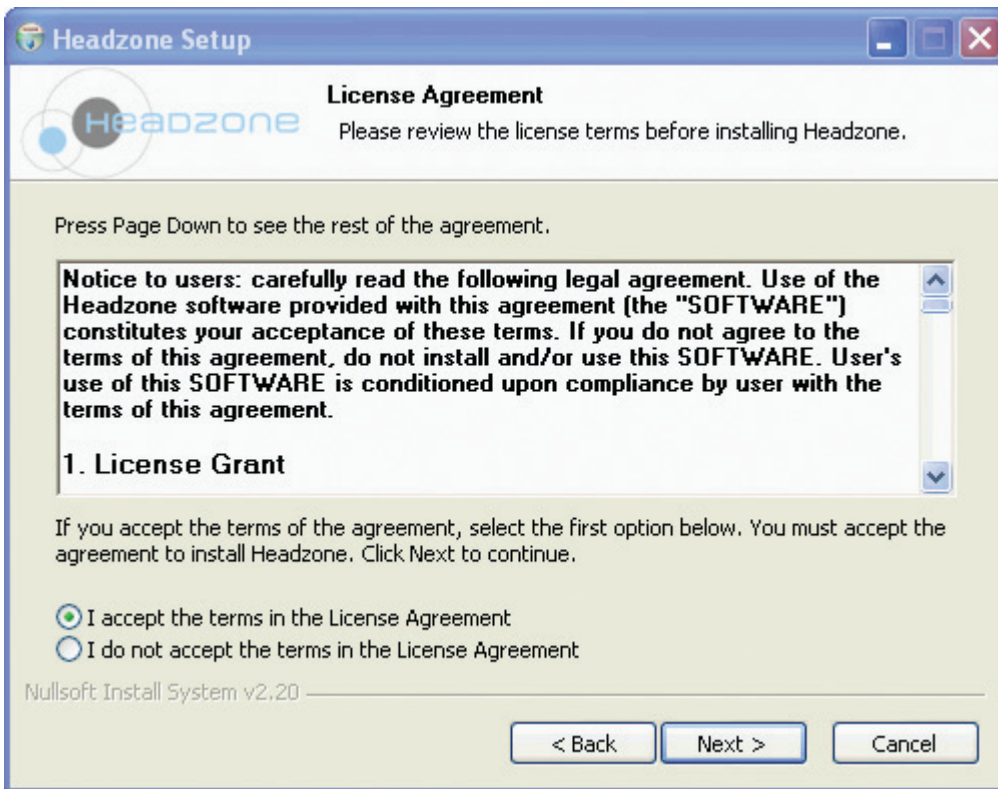 Headzone Setup
HEADZONE
License Agreement
Please review the license terms before installing Headzone.
Press Page Down to see the rest of the agreement.
Notice to users: carefully read the following legal agreement. Use of the
Headzone software provided with this agreement (the "SOFTWARE")
constitutes your acceptance of these terms. If you do not agree to the
terms of this agreement, do not install and/or use this SOFTWARE. User's
use of this SOFTWARE is conditioned upon compliance by user with the
terms of this agreement.
1. License Grant
If you accept the terms of the agreement, select the first option below. You must accept the
agreement to install Headzone. Click Next to continue.
I accept the terms in the License Agreement
I do not accept the terms in the License Agreement
Nullsoft Install System v2.20
< Back
Next >
Cancel